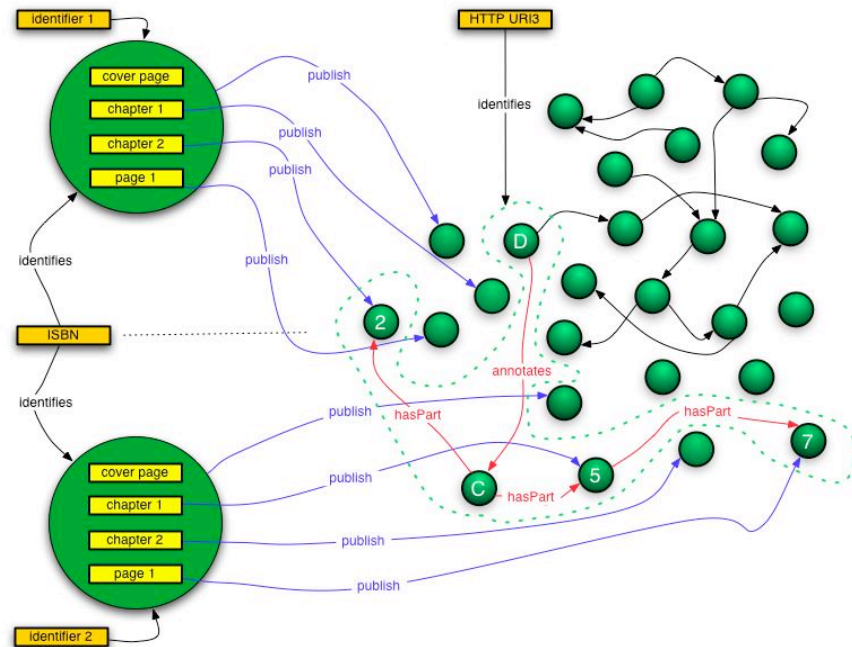 identifier 1
HTTP URI3
cover page
publish
chapter 1
identifies
publish
chapter 2
publish
page 1
D
identifies
publish
2
ISBN
annotates
identifies
publish
hasPart
hasPart
7
cover page
publish
5
C
hasPart
chapter 1
chapter 2
publish
page 1
publish
identifier 2